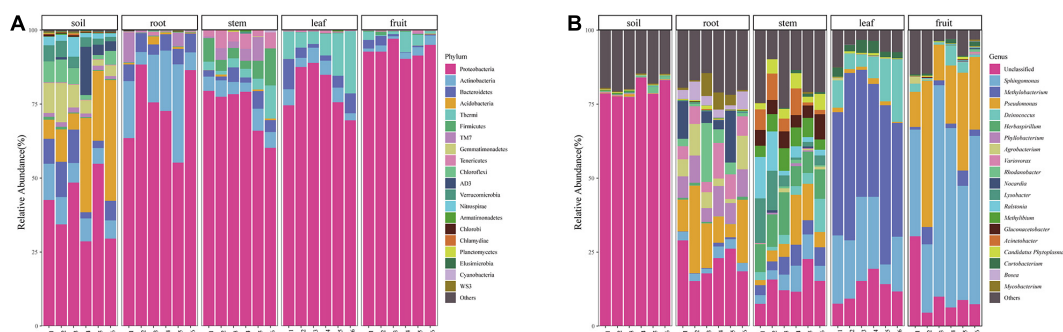 A
soil
root
stem
leaf
fruit
Relative Abundance(%)
100
75
50
25
0
Phylum
Proteobacteria
Actinobacteria
Bacteroidetes
Acidobacteria
Thermi
Firmicutes
TM7
Gemmatimonadetes
Tenericutes
Chloroflexi
AD3
Verrucomicrobia
Nitrospirae
Armatimonadetes
Chlorobi
Chlamydiae
Planctomycetes
Elusimicrobia
Cyanobacteria
WS3
Others
B
soil
root
stem
leaf
fruit
Relative Abundance(%)
100
75
50
25
0
Genus
Unclassified
Sphingomonas
Methylobacterium
Pseudomonas
Deinococcus
Herbaspirillum
Phyllobacterium
Agrobacterium
Variovorax
Rhodanobacter
Nocardia
Lysobacter
Ralstonia
Methylibium
Gluconacetobacter
Acinetobacter
Candidatus Phytoplasma
Curtobacterium
Bosea
Mycobacterium
Others